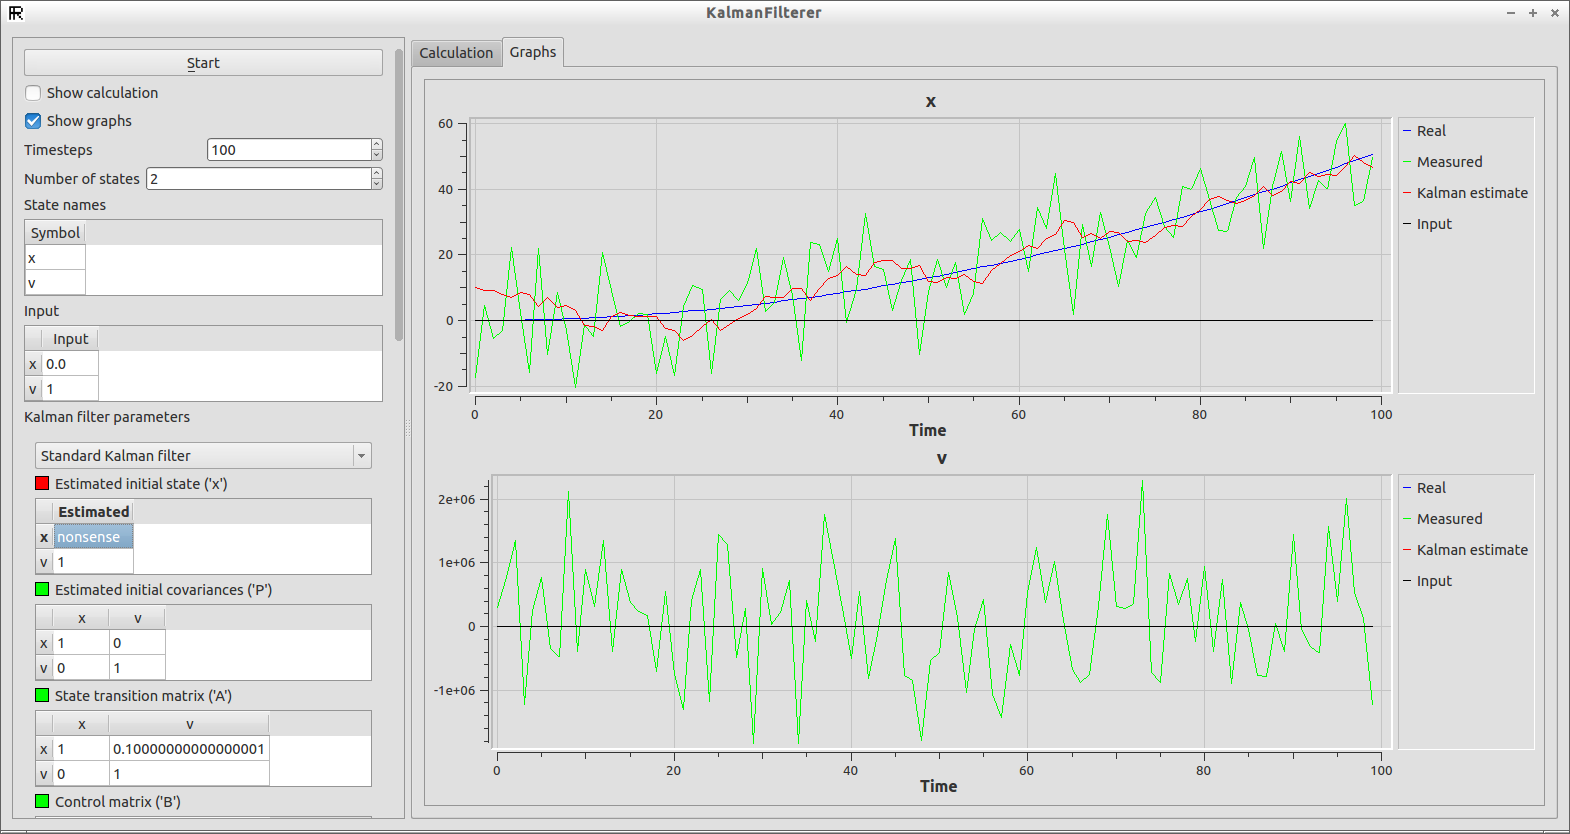 KalmanFilterer
Start
Show calculation
Show graphs
Timesteps 100
Number of states 2
State names
Symbol
x
v
Input
Input
x 0.0
v 1
Kalman filter parameters
Standard Kalman filter
Estimated initial state ('x')
Estimated
x nonsense
v 1
Estimated initial covariances ('P')
x v
x 1 0
v 0 1
State transition matrix ('A')
x v
x 1 0.10000000000000001
v 0 1
Control matrix ('B')
Calculation Graphs
x
60
40
20
0
-20
0 20 40 60 80 100
Time
Real
Measured
Kalman estimate
Input
v
2e+06
1e+06
0
-1e+06
0 20 40 60 80 100
Time
Real
Measured
Kalman estimate
Input